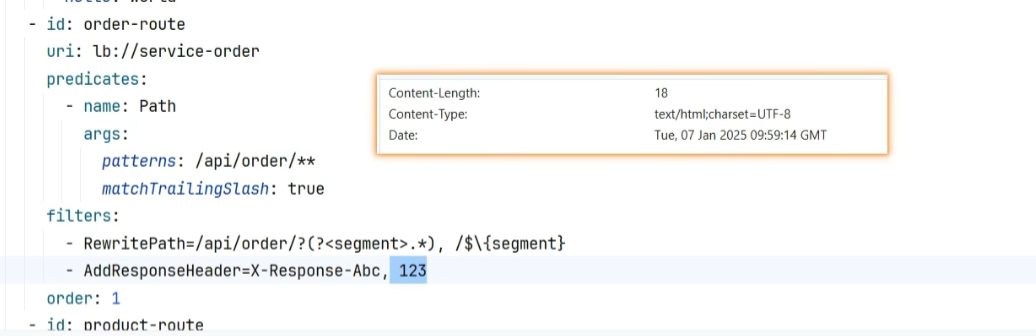 - id: order-route
uri: lb://service-order
predicates:
- name: Path
args:
patterns: /api/order/**
matchTrailingSlash: true
filters:
- RewritePath=/api/order/?(?<segment>.*), /$\{segment}
- AddResponseHeader=X-Response-Abc, 123
order: 1
- id: product-route
Content-Length: 18
Content-Type: text/html;charset=UTF-8
Date: Tue, 07 Jan 2025 09:59:14 GMT